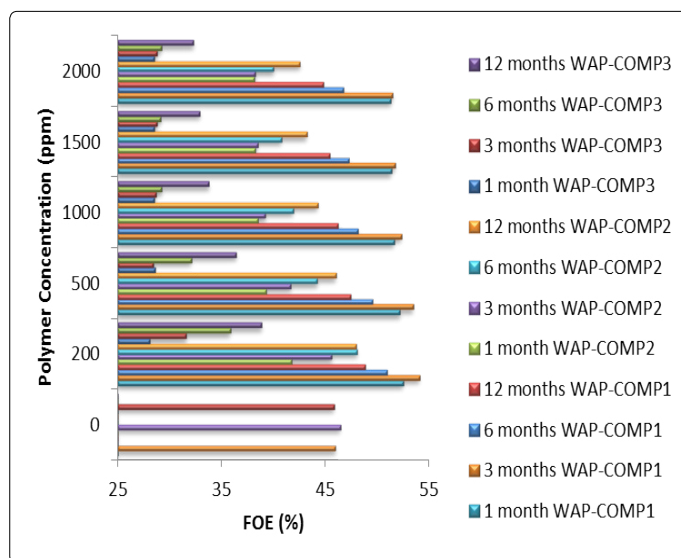 Polymer Concentration (ppm)
2000
1500
1000
500
200
0
25 35 45 55
FOE (%)
12 months WAP-COMP3
6 months WAP-COMP3
3 months WAP-COMP3
1 month WAP-COMP3
12 months WAP-COMP2
6 months WAP-COMP2
3 months WAP-COMP2
1 month WAP-COMP2
12 months WAP-COMP1
6 months WAP-COMP1
3 months WAP-COMP1
1 month WAP-COMP1